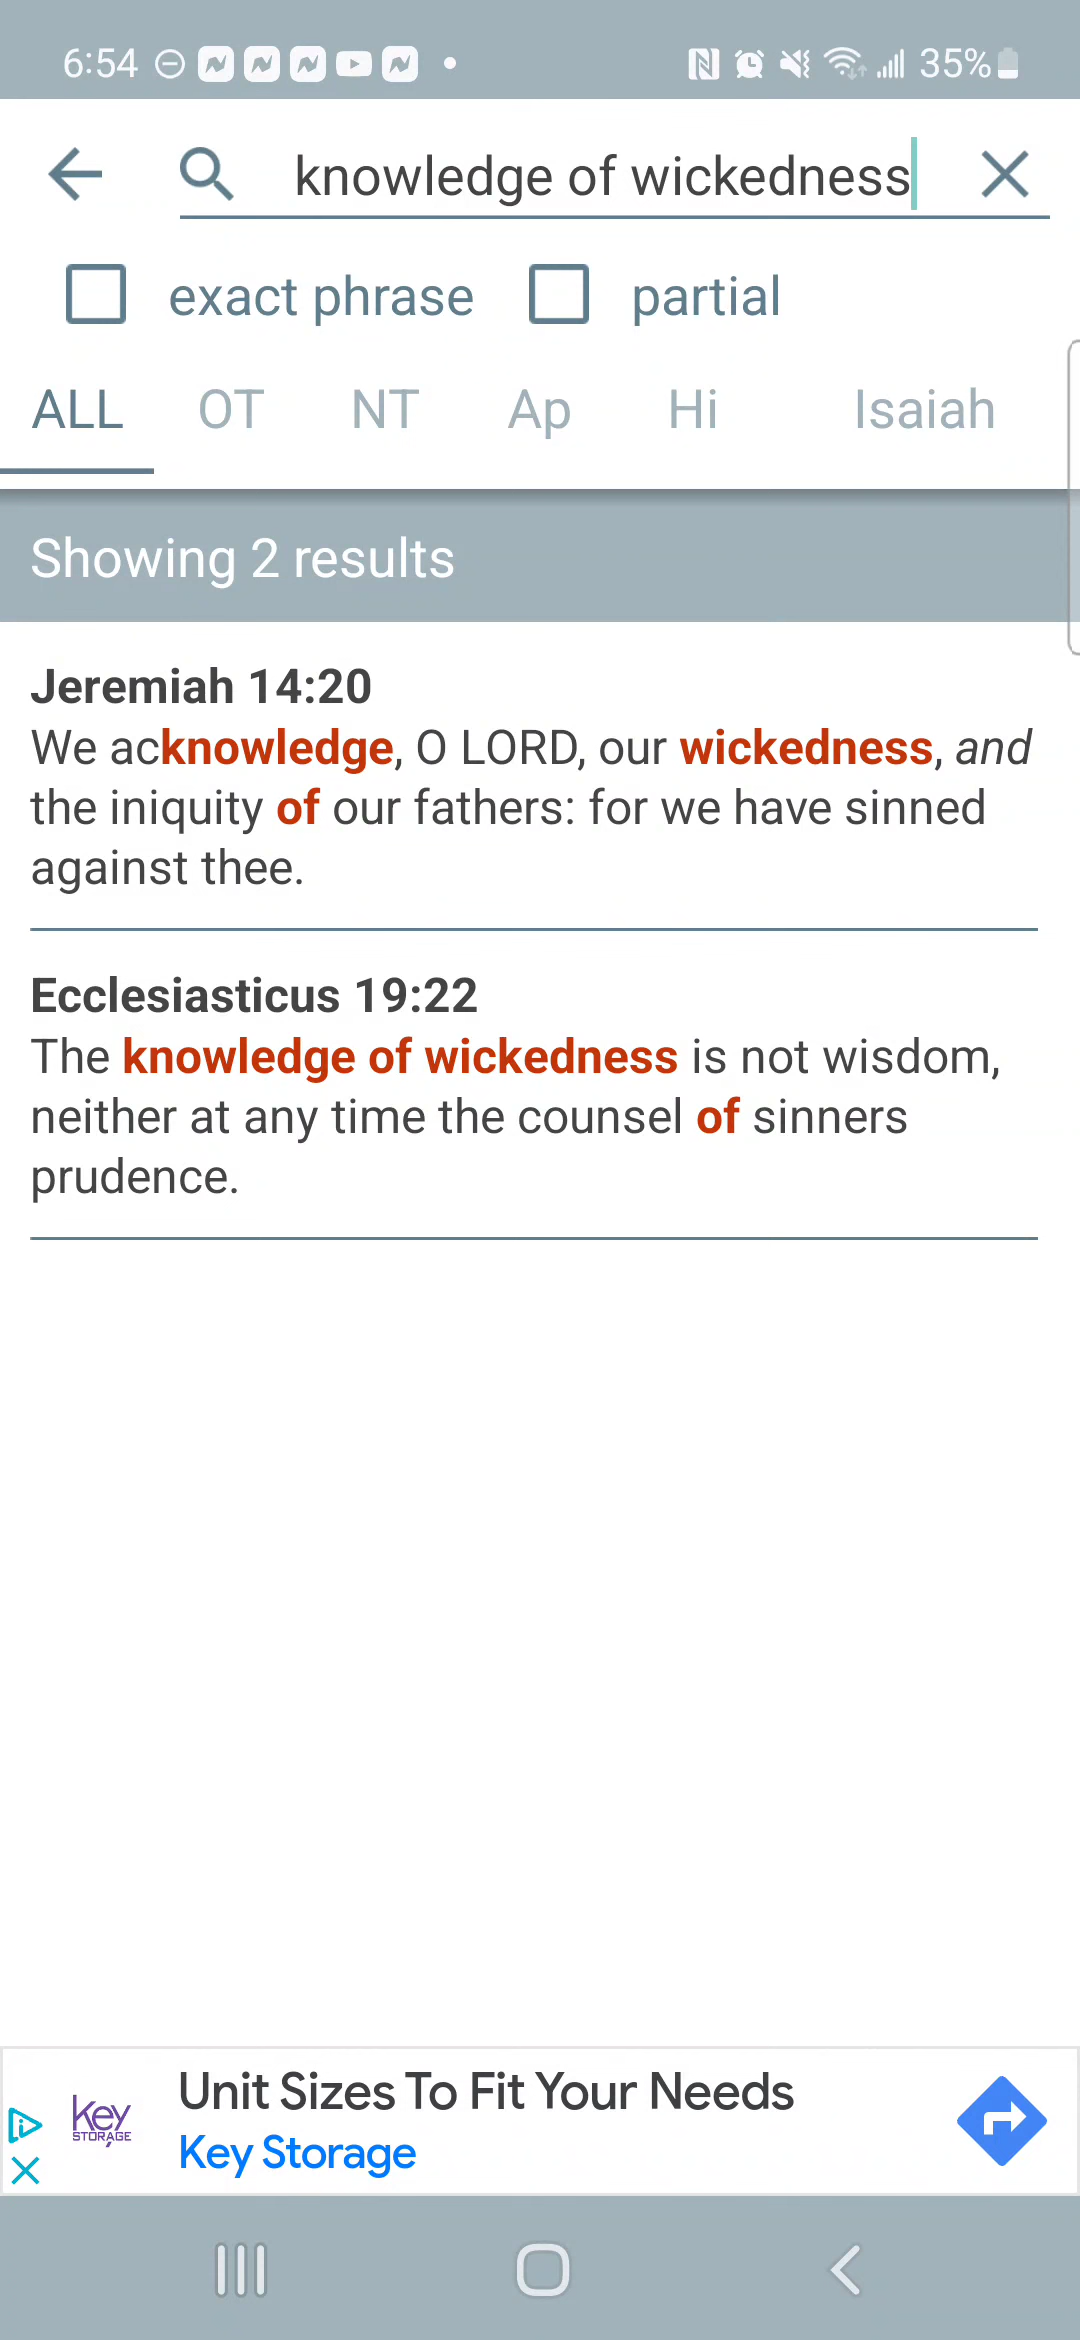 6:54 35%
knowledge of wickedness
exact phrase partial
ALL OT NT Ap Hi Isaiah
Showing 2 results
Jeremiah 14:20
We acknowledge, O LORD, our wickedness, and
the iniquity of our fathers: for we have sinned
against thee.
Ecclesiasticus 19:22
The knowledge of wickedness is not wisdom,
neither at any time the counsel of sinners
prudence.
Unit Sizes To Fit Your Needs
key
STORAGE
Key Storage